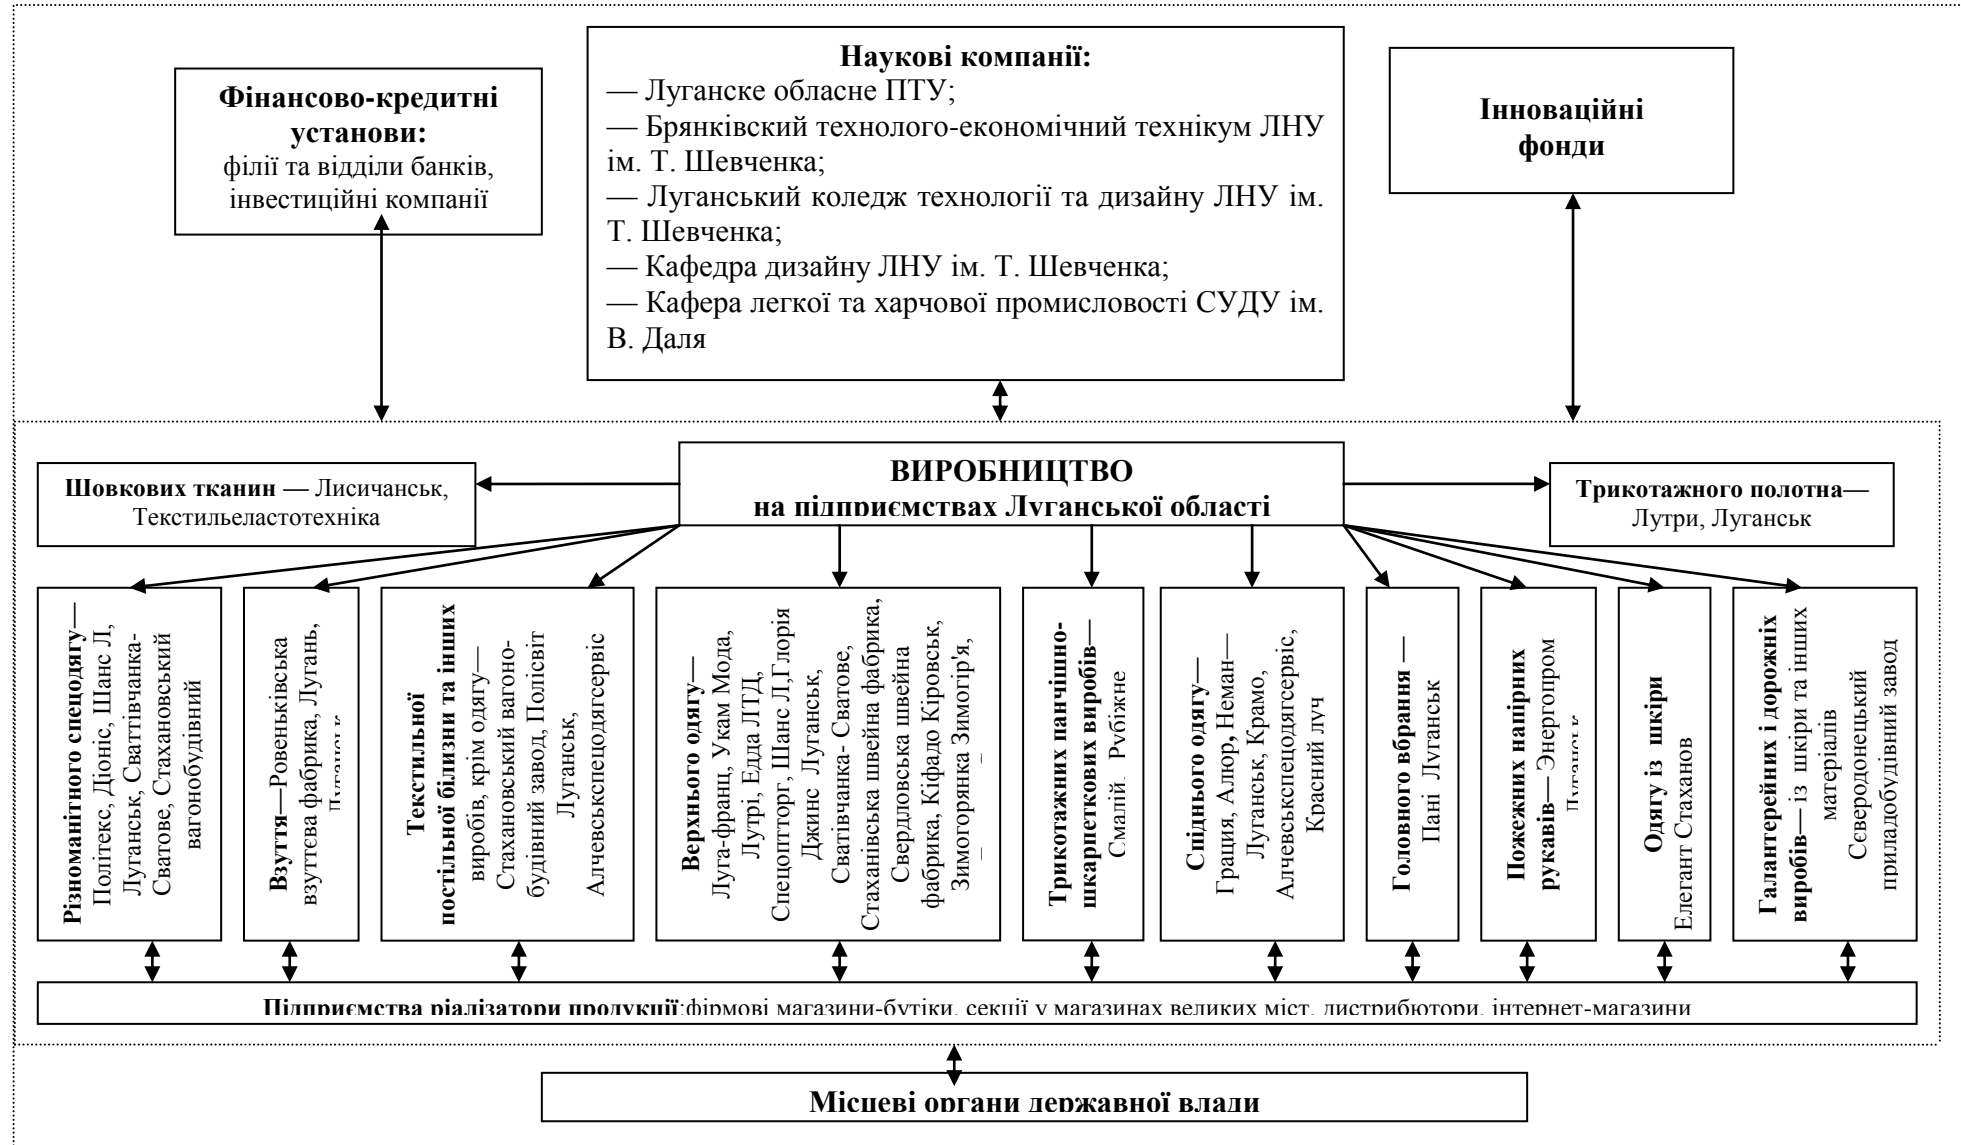 Фінансово-кредитні
установи:
філії та відділи банків,
інвестиційні компанії
Наукові компанії:
— Луганске обласне ПТУ;
— Брянківский технолого-економічний технікум ЛНУ
ім. Т. Шевченка;
— Луганський коледж технології та дизайну ЛНУ ім.
Т. Шевченка;
— Кафедра дизайну ЛНУ ім. Т. Шевченка;
— Кафера легкої та харчової промисловості СУДУ ім.
В. Даля
Інноваційні
фонди
ВИРОБНИЦТВО
на підприємствах Луганської області
Шовкових тканин — Лисичанськ,
Текстильеластотехніка
Трикотажного полотна—
Лутри, Луганськ
Різноманітного спецодягу—
Політекс, Діоніс, Шанс Л,
Луганськ, Сваттівчанка-
Сватове, Стахановський
вагонобудівний
Взуття—Ровеньківська
взуттєва фабрика, Лугань,
Луганськ
Текстильної
постільної білизни та інших
виробів, крім одягу—
Стахановський вагоно-
будівний завод, Полісвіт
Луганськ,
Алчевськспецодягсервіс
Верхнього одягу—
Луга-франц, Укам Мода,
Лутрі, Еда ЛТД,
Спецоптторг, Шанс Л,Глорія
Джинс Луганськ,
Сватівчанка- Сватове,
Стаханівська швейна фабрика,
Свердловська швейна
фабрика, Кіфадо Кіровськ,
Зимогорянка Зимогір'я,
Трикотажних панчішно-
шкарпеткових виробів—
Смалій Рубіжне
Спіднього одягу—
Грация, Алюр, Неман—
Луганськ, Крамо,
Алчевськспецодягсервіс,
Красний луч
Головного вбрання —
Пані Луганськ
Пожежних напірних
рукавів— Энергопром
Луганськ
Одягу із шкіри
Елегант Стаханов
Галантерейних і дорожніх
виробів— із шкіри та інших
матеріалів
Сєверодонецький
приладобудівний завод
Підприємства ріалізатори продукції:фірмові магазини-бутіки, секції у магазинах великих міст, дистрибютори, інтернет-магазини
Місцеві органи державної влади